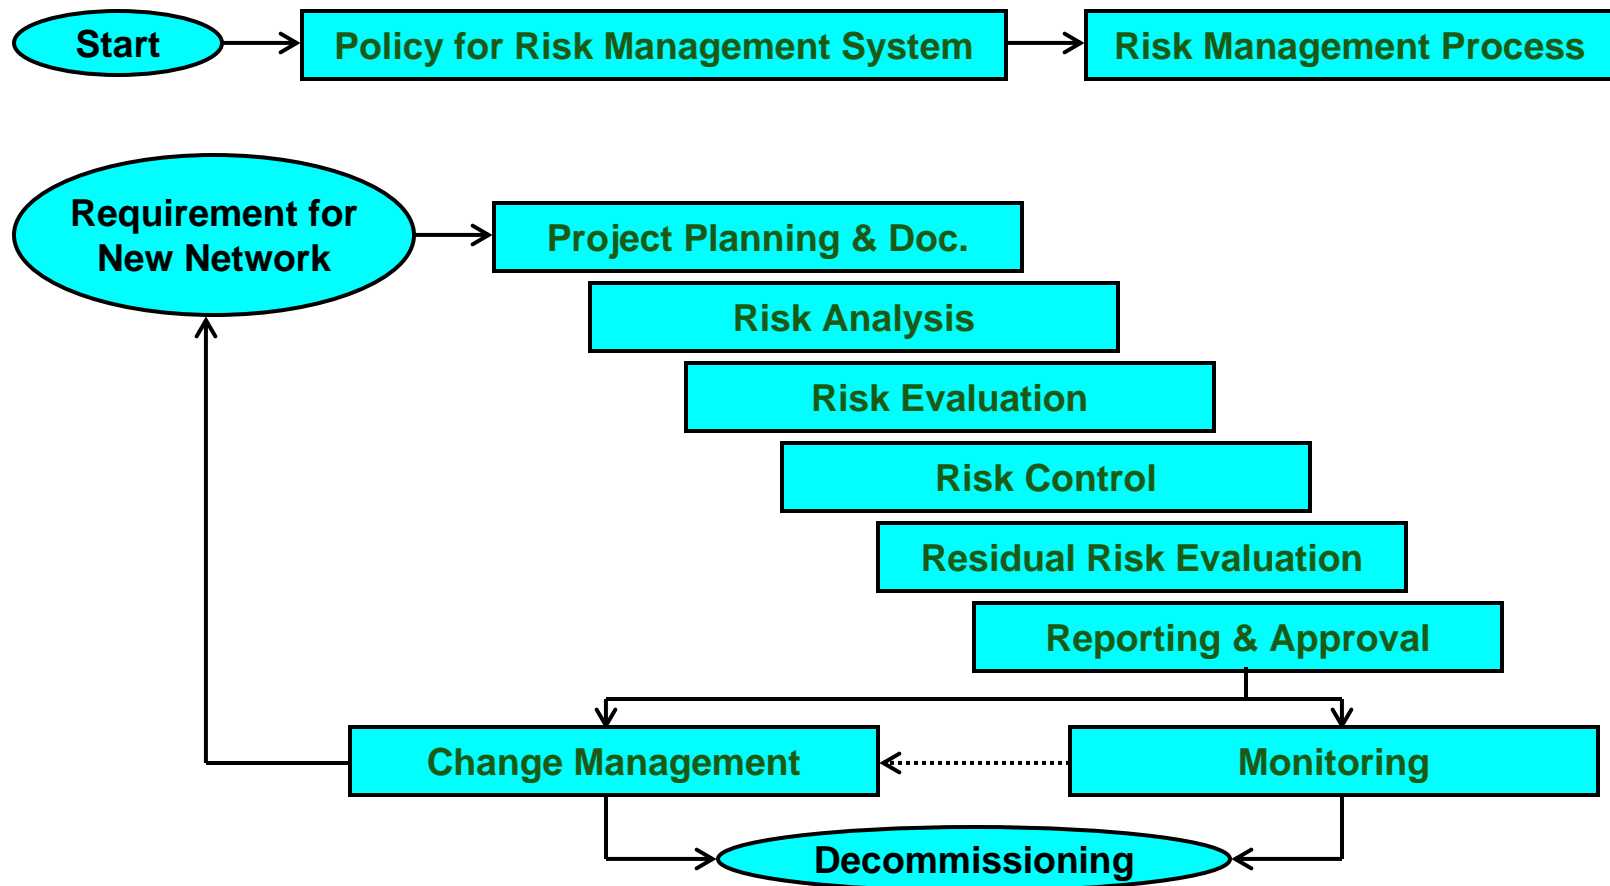 Start
Policy for Risk Management System
Risk Management Process
Requirement for
New Network
Project Planning & Doc.
Risk Analysis
Risk Evaluation
Risk Control
Residual Risk Evaluation
Reporting & Approval
Change Management
Monitoring
Decommissioning